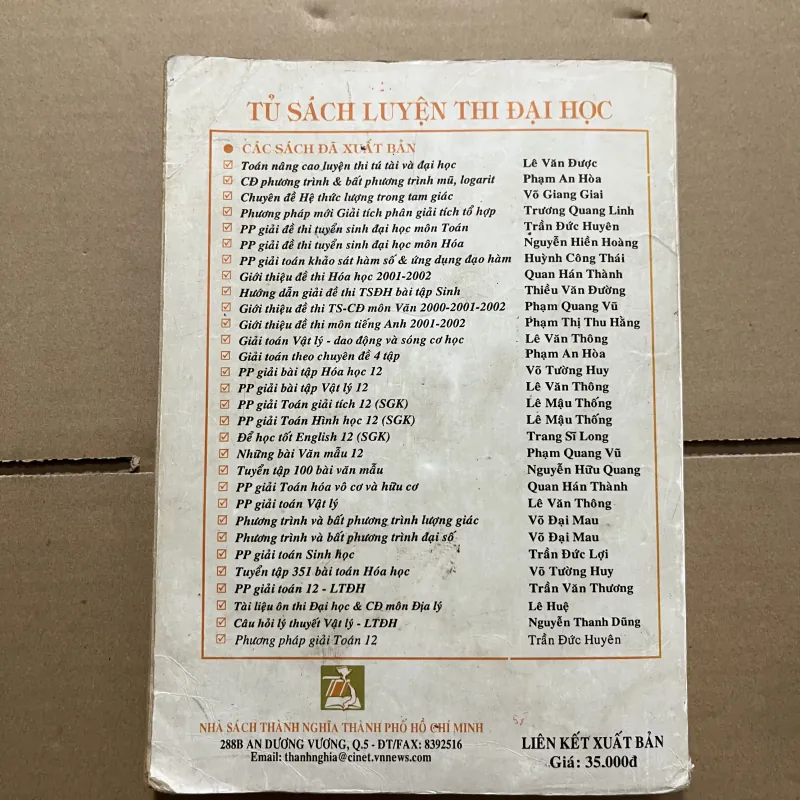 TỦ SÁCH LUYỆN THI ĐẠI HỌC
CÁC SÁCH ĐÃ XUẤT BẢN
Toán nâng cao luyện thi tú tài và đại học Lê Văn Được
CĐ phương trình & bất phương trình mũ, logarit Phạm An Hòa
Chuyên đề Hệ thức lượng trong tam giác Võ Giang Giai
Phương pháp mới Giải tích phân giải tích tổ hợp Trương Quang Linh
PP giải đề thi tuyển sinh đại học môn Toán Trần Đức Huyên
PP giải đề thi tuyển sinh đại học môn Hóa Nguyễn Hiền Hoàng
PP giải toán khảo sát hàm số & ứng dụng đạo hàm Huỳnh Công Thái
Giới thiệu đề thi Hóa học 2001-2002 Quan Hán Thành
Hướng dẫn giải đề thi TSĐH bài tập Sinh Thiều Văn Đường
Giới thiệu đề thi TS-CĐ môn Văn 2000-2001-2002 Phạm Quang Vũ
Giới thiệu đề thi môn tiếng Anh 2001-2002 Phạm Thị Thu Hằng
Giải toán Vật lý - dao động và sóng cơ học Lê Văn Thông
Giải toán theo chuyên đề 4 tập Phạm An Hòa
PP giải bài tập Hóa học 12 Võ Tường Huy
PP giải bài tập Vật lý 12 Lê Văn Thông
PP giải Toán giải tích 12 (SGK) Lê Mậu Thống
PP giải Toán Hình học 12 (SGK) Lê Mậu Thống
Để học tốt English 12 (SGK) Trang Sĩ Long
Những bài Văn mẫu 12 Phạm Quang Vũ
Tuyển tập 100 bài văn mẫu Nguyễn Hữu Quang
PP giải Toán hóa vô cơ và hữu cơ Quan Hán Thành
PP giải toán Vật lý Lê Văn Thông
Phương trình và bất phương trình lượng giác Võ Đại Mau
Phương trình và bất phương trình đại số Võ Đại Mau
PP giải toán Sinh học Trần Đức Lợi
Tuyển tập 351 bài toán Hóa học Võ Tường Huy
PP giải toán 12 - LTĐH Trần Văn Thương
Tài liệu ôn thi Đại học & CĐ môn Địa lý Lê Huệ
Câu hỏi lý thuyết Vật lý - LTĐH Nguyễn Thanh Dũng
Phương pháp giải Toán 12 Trần Đức Huyên
NHÀ SÁCH THÀNH NGHĨA THÀNH PHỐ HỒ CHÍ MINH
288B AN DƯƠNG VƯƠNG, Q.5 - ĐT/FAX: 8392516
Email: thanhnghia@cinet.vnnews.com
LIÊN KẾT XUẤT BẢN
Giá: 35.000đ